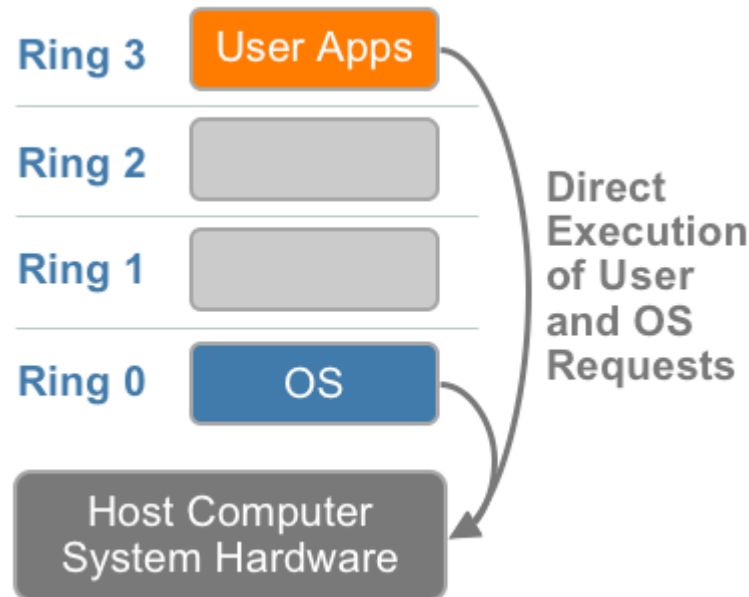 Ring 3
User Apps
Ring 2
Ring 1
Ring 0
OS
Direct
Execution
of User
and OS
Requests
Host Computer
System Hardware